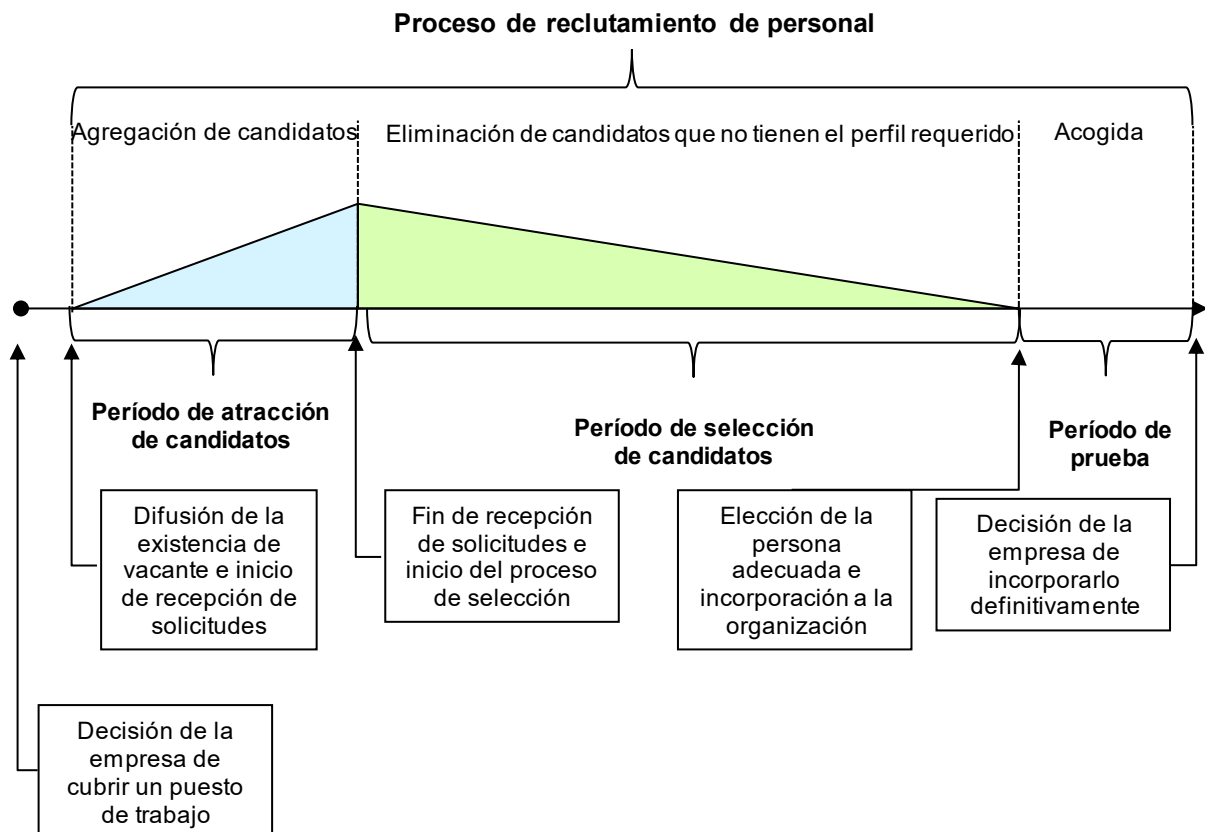 Proceso de reclutamiento de personal
Agregación de candidatos
Eliminación de candidatos que no tienen el perfil requerido
Acogida
Período de atracción
de candidatos
Período de selección
de candidatos
Período de
prueba
Difusión de la
existencia de
vacante e inicio
de recepción de
solicitudes
Fin de recepción
de solicitudes e
inicio del proceso
de selección
Elección de la
persona
adecuada e
incorporación a la
organización
Decisión de la
empresa de
incorporarlo
definitivamente
Decisión de la
empresa de
cubrir un puesto
de trabajo